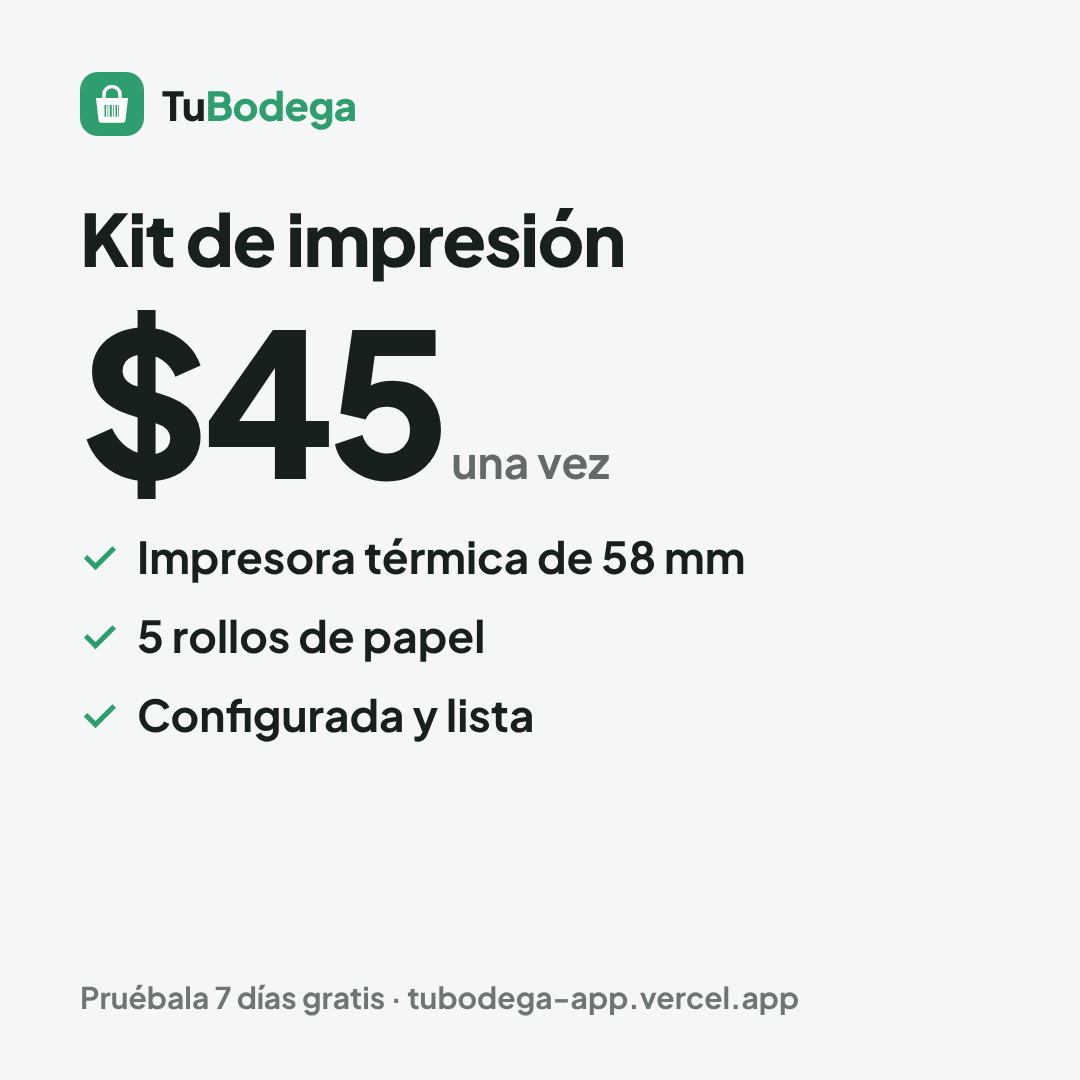 TuBodega
Kit de impresión
$45 una vez
Impresora térmica de 58 mm
5 rollos de papel
Configurada y lista
Pruébala 7 días gratis · tubodega-app.vercel.app